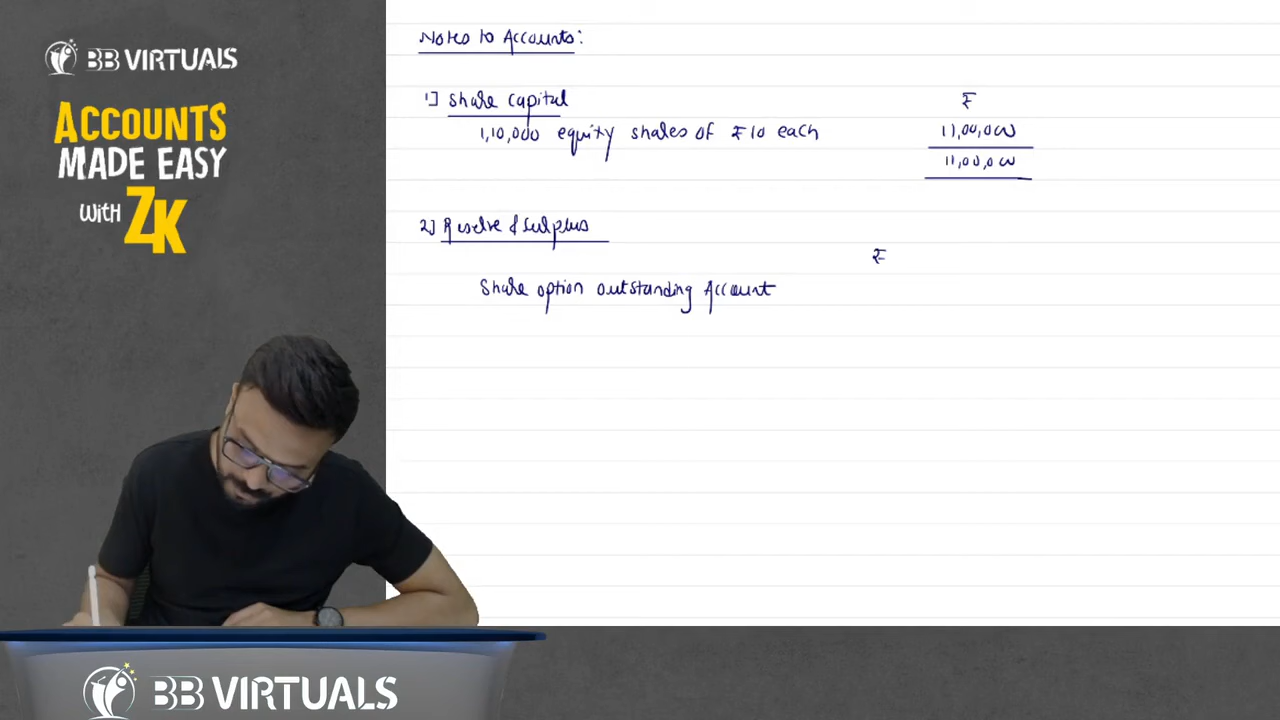 BB VIRTUALS
ACCOUNTS
MADE EASY
WITH ZK
Notes to Accounts:
1] Share capital
₹
1,10,000 equity shares of ₹10 each 11,00,000
11,00,000
2] Reserve & Surplus
₹
Share option outstanding Account
BB VIRTUALS